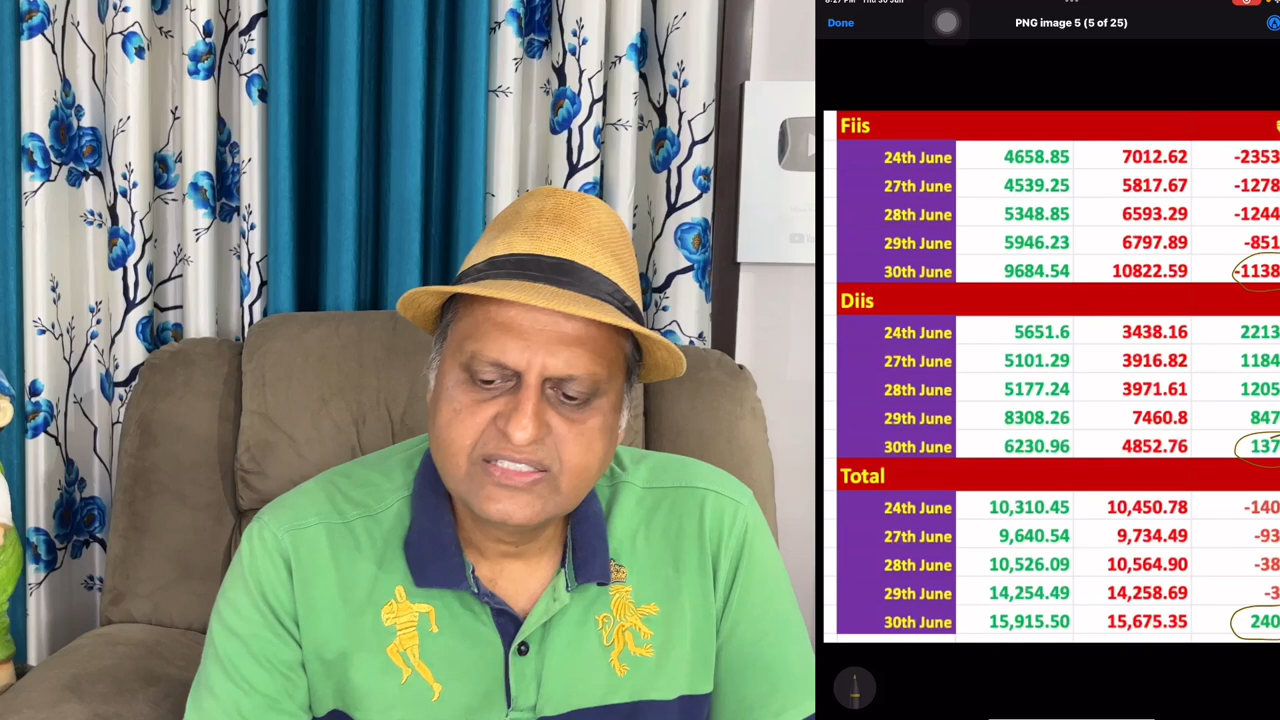 Done
PNG image 5 (5 of 25)
Fiis
24th June 4658.85 7012.62 -2353
27th June 4539.25 5817.67 -1278
28th June 5348.85 6593.29 -1244
29th June 5946.23 6797.89 -851
30th June 9684.54 10822.59 -1138
Diis
24th June 5651.6 3438.16 2213
27th June 5101.29 3916.82 1184
28th June 5177.24 3971.61 1205
29th June 8308.26 7460.8 847
30th June 6230.96 4852.76 137
Total
24th June 10,310.45 10,450.78 -140
27th June 9,640.54 9,734.49 -93
28th June 10,526.09 10,564.90 -38
29th June 14,254.49 14,258.69 -3
30th June 15,915.50 15,675.35 240